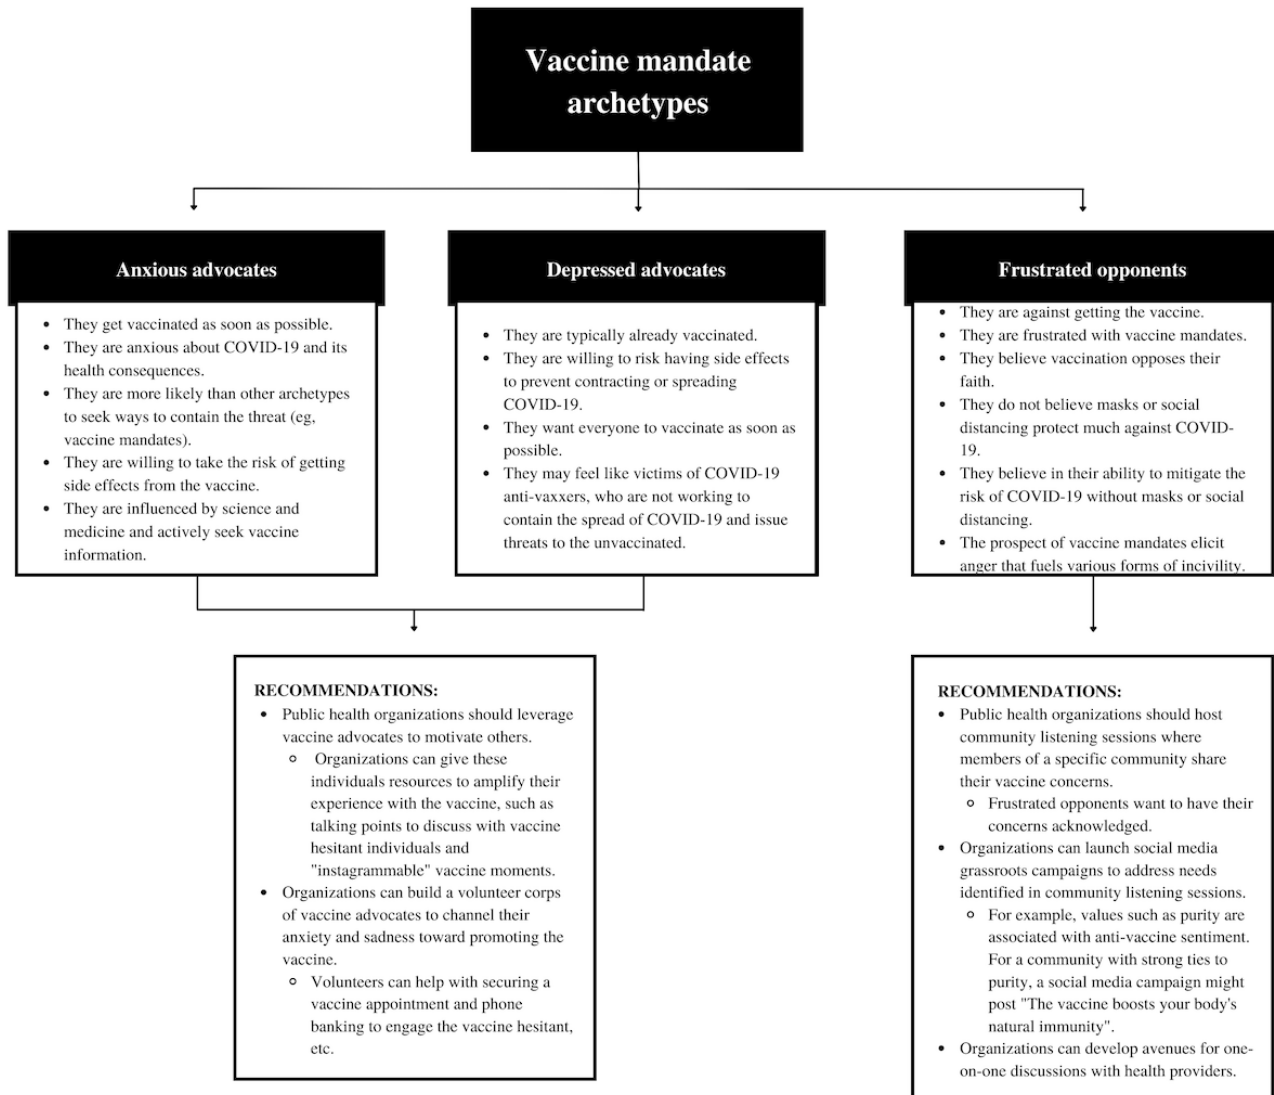 Vaccine mandate
archetypes
Anxious advocates
• They get vaccinated as soon as possible.
• They are anxious about COVID-19 and its
health consequences.
• They are more likely than other archetypes
to seek ways to contain the threat (eg,
vaccine mandates).
• They are willing to take the risk of getting
side effects from the vaccine.
• They are influenced by science and
medicine and actively seek vaccine
information.
Depressed advocates
• They are typically already vaccinated.
• They are willing to risk having side effects
to prevent contracting or spreading
COVID-19.
• They want everyone to vaccinate as soon as
possible.
• They may feel like victims of COVID-19
anti-vaxxers, who are not working to
contain the spread of COVID-19 and issue
threats to the unvaccinated.
Frustrated opponents
• They are against getting the vaccine.
• They are frustrated with vaccine mandates.
• They believe vaccination opposes their
faith.
• They do not believe masks or social
distancing protect much against COVID-
19.
• They believe in their ability to mitigate the
risk of COVID-19 without masks or social
distancing.
• The prospect of vaccine mandates elicit
anger that fuels various forms of incivility.
RECOMMENDATIONS:
• Public health organizations should leverage
vaccine advocates to motivate others.
○ Organizations can give these
individuals resources to amplify their
experience with the vaccine, such as
talking points to discuss with vaccine
hesitant individuals and
"instagrammable" vaccine moments.
• Organizations can build a volunteer corps
of vaccine advocates to channel their
anxiety and sadness toward promoting the
vaccine.
○ Volunteers can help with securing a
vaccine appointment and phone
banking to engage the vaccine hesitant,
etc.
RECOMMENDATIONS:
• Public health organizations should host
community listening sessions where
members of a specific community share
their vaccine concerns.
○ Frustrated opponents want to have their
concerns acknowledged.
• Organizations can launch social media
grassroots campaigns to address needs
identified in community listening sessions.
○ For example, values such as purity are
associated with anti-vaccine sentiment.
For a community with strong ties to
purity, a social media campaign might
post "The vaccine boosts your body's
natural immunity".
• Organizations can develop avenues for one-
on-one discussions with health providers.